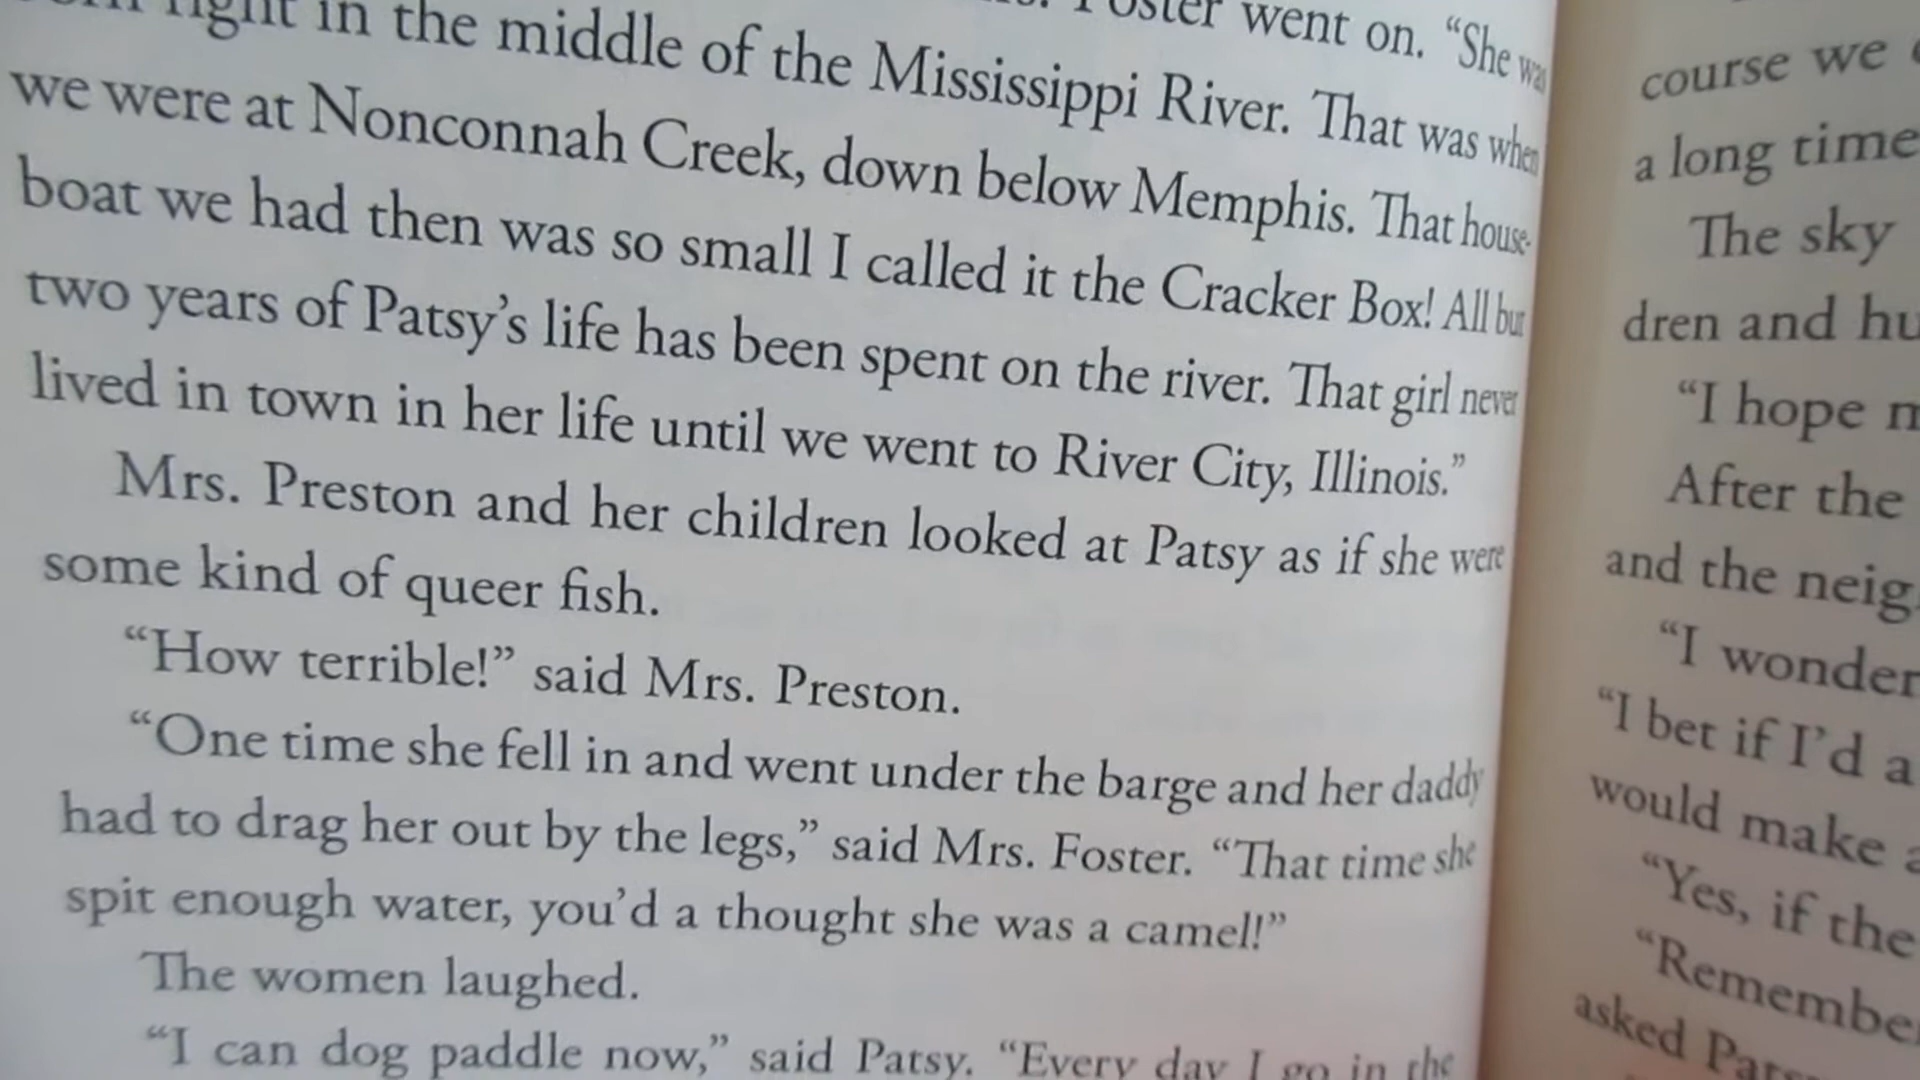 right in the middle of the Mississippi River. That was when
Foster went on. “She was
we were at Nonconnah Creek, down below Memphis. That house-
boat we had then was so small I called it the Cracker Box! All but
two years of Patsy’s life has been spent on the river. That girl never
lived in town in her life until we went to River City, Illinois.”
Mrs. Preston and her children looked at Patsy as if she were
some kind of queer fish.
“How terrible!” said Mrs. Preston.
“One time she fell in and went under the barge and her daddy
had to drag her out by the legs,” said Mrs. Foster. “That time she
spit enough water, you’d a thought she was a camel!”
The women laughed.
“I can dog paddle now,” said Patsy. “Every day I go in the
course we
a long time
The sky
dren and
“I hope
After the
and the
“I wonder
“I bet if I’d a
would make
“Yes, if the
“Remember
asked